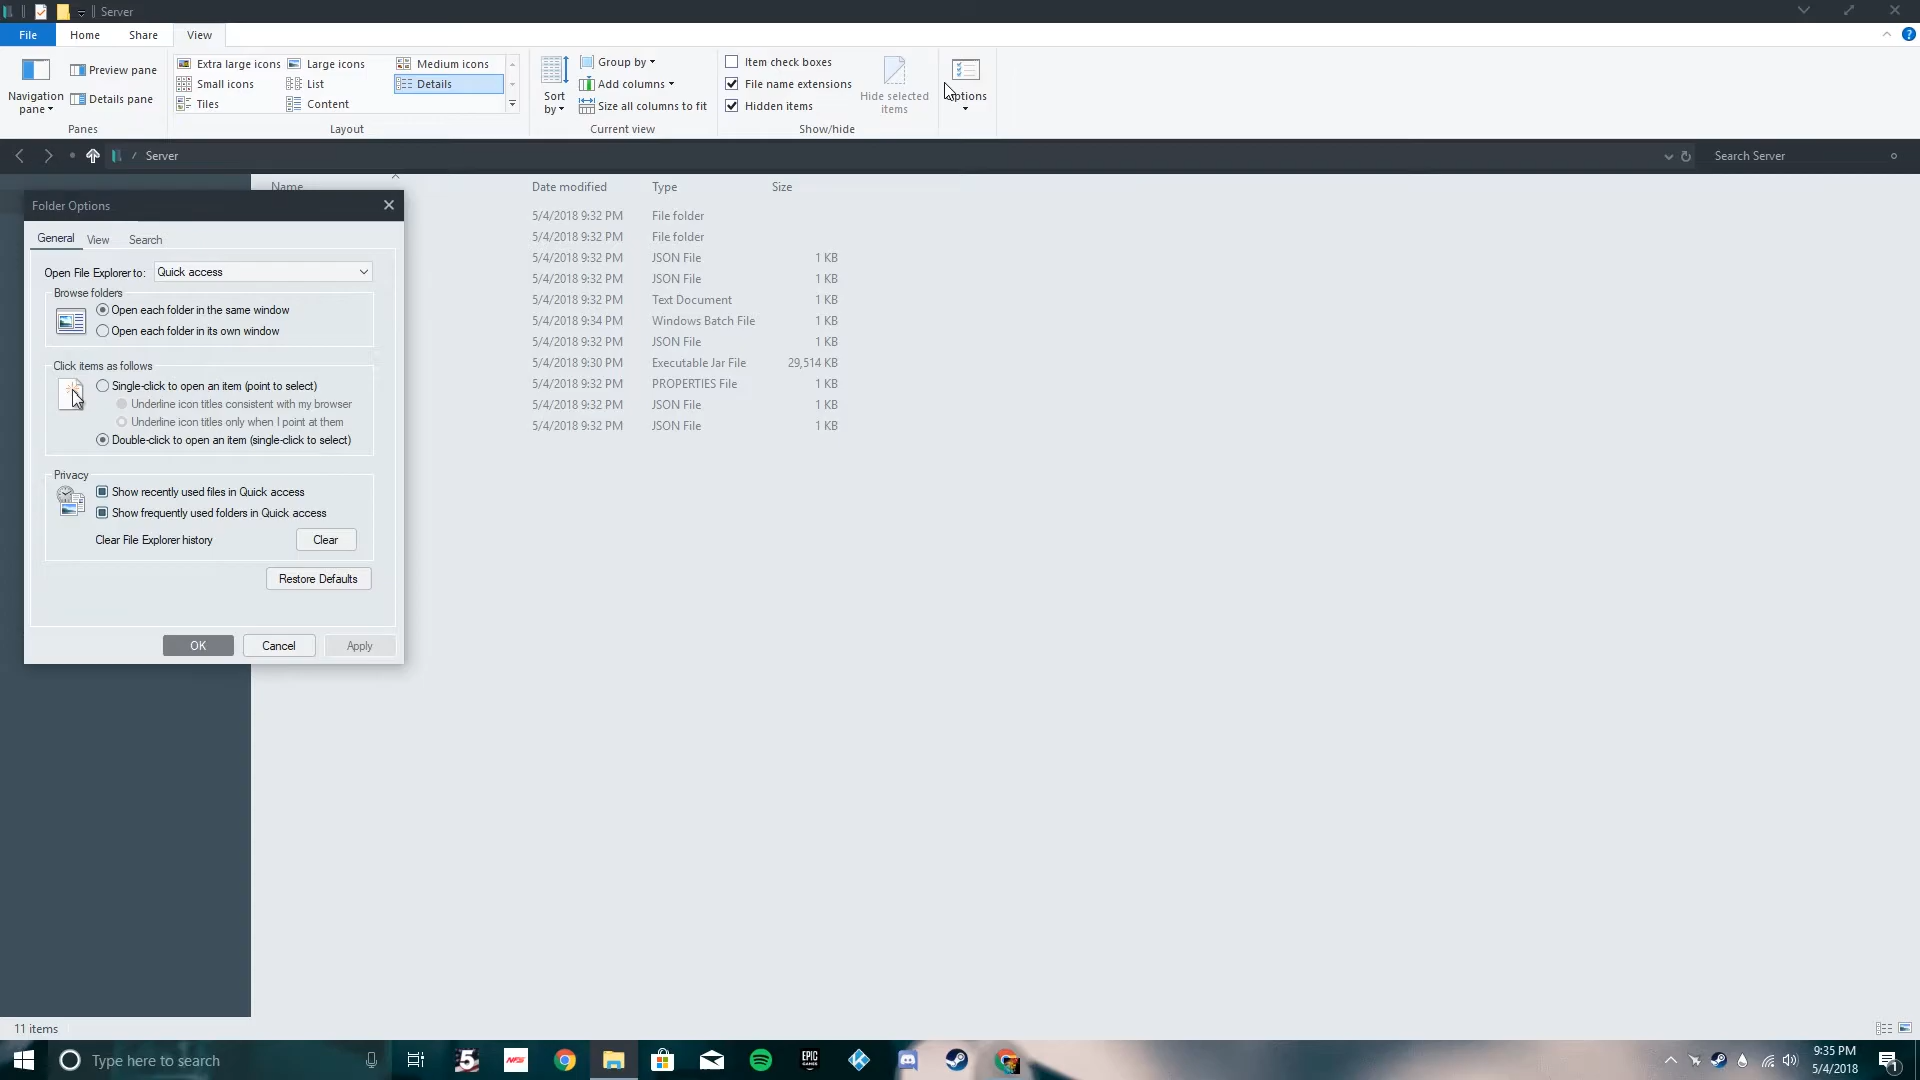 Server
File
Home
Share
View
Navigation pane
Preview pane
Details pane
Panes
Extra large icons
Large icons
Medium icons
Small icons
List
Details
Tiles
Content
Layout
Sort by
Group by
Add columns
Size all columns to fit
Current view
Item check boxes
File name extensions
Hidden items
Hide selected items
Show/hide
Options
/ Server
Search Server
Name
Date modified
Type
Size
5/4/2018 9:32 PM File folder
5/4/2018 9:32 PM File folder
5/4/2018 9:32 PM JSON File 1 KB
5/4/2018 9:32 PM JSON File 1 KB
5/4/2018 9:32 PM Text Document 1 KB
5/4/2018 9:34 PM Windows Batch File 1 KB
5/4/2018 9:32 PM JSON File 1 KB
5/4/2018 9:30 PM Executable Jar File 29,514 KB
5/4/2018 9:32 PM PROPERTIES File 1 KB
5/4/2018 9:32 PM JSON File 1 KB
5/4/2018 9:32 PM JSON File 1 KB
Folder Options
General
View
Search
Open File Explorer to: Quick access
Browse folders
Open each folder in the same window
Open each folder in its own window
Click items as follows
Single-click to open an item (point to select)
Underline icon titles consistent with my browser
Underline icon titles only when I point at them
Double-click to open an item (single-click to select)
Privacy
Show recently used files in Quick access
Show frequently used folders in Quick access
Clear File Explorer history
Clear
Restore Defaults
OK
Cancel
Apply
11 items
Type here to search
5
NFS
EPIC GAMES
9:35 PM
5/4/2018
1